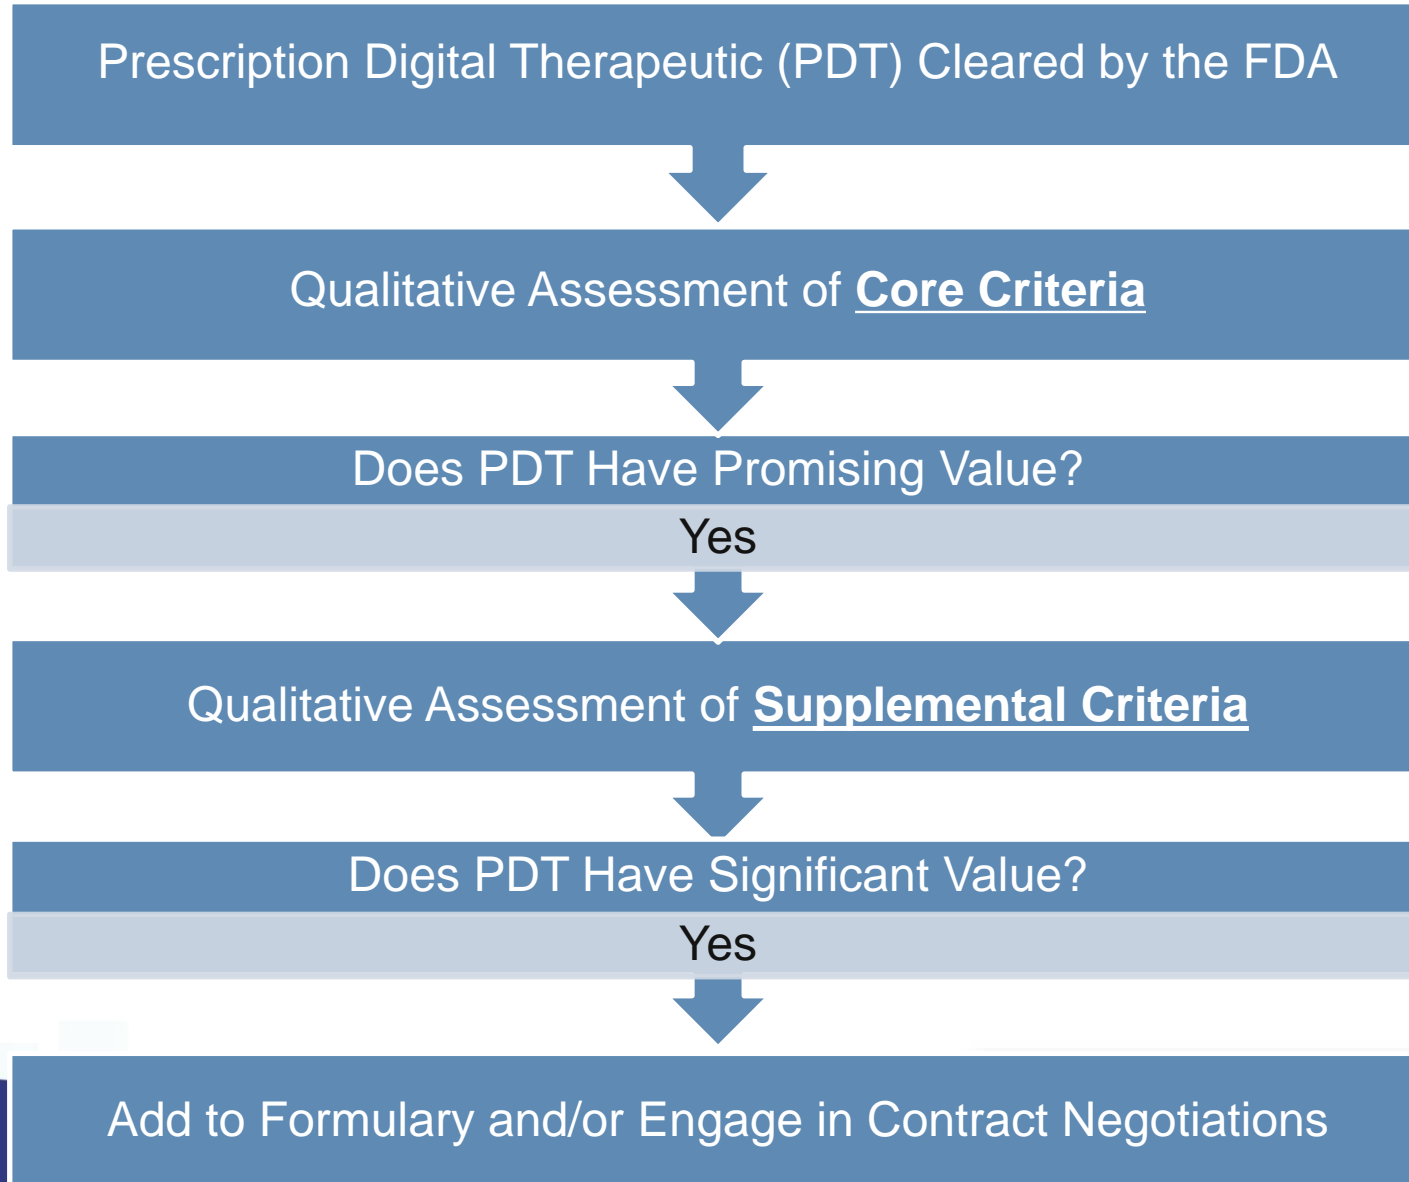 Prescription Digital Therapeutic (PDT) Cleared by the FDA
Qualitative Assessment of Core Criteria
Does PDT Have Promising Value?
Yes
Qualitative Assessment of Supplemental Criteria
Does PDT Have Significant Value?
Yes
Add to Formulary and/or Engage in Contract Negotiations